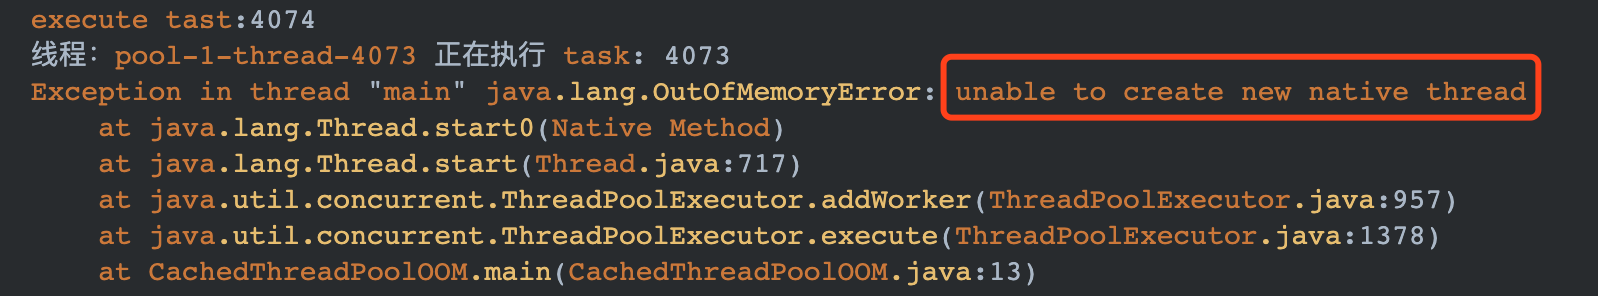 execute tast:4074
线程：pool-1-thread-4073 正在执行 task: 4073
Exception in thread "main" java.lang.OutOfMemoryError: unable to create new native thread
at java.lang.Thread.start0(Native Method)
at java.lang.Thread.start(Thread.java:717)
at java.util.concurrent.ThreadPoolExecutor.addWorker(ThreadPoolExecutor.java:957)
at java.util.concurrent.ThreadPoolExecutor.execute(ThreadPoolExecutor.java:1378)
at CachedThreadPoolOOM.main(CachedThreadPoolOOM.java:13)